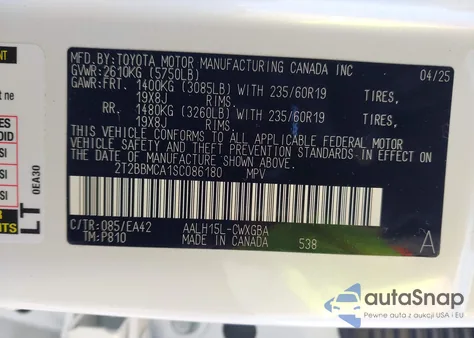 MFD.BY:TOYOTA MOTOR MANUFACTURING CANADA INC 04/25
GVWR:2610KG (5750LB)
GAWR:FRT. 1400KG (3085LB) WITH 235/60R19 TIRES,
19X8J RIMS.
RR. 1480KG (3260LB) WITH 235/60R19 TIRES,
19X8J RIMS.
THIS VEHICLE CONFORMS TO ALL APPLICABLE FEDERAL MOTOR
VEHICLE SAFETY AND THEFT PREVENTION STANDARDS
IN EFFECT ON THE DATE OF MANUFACTURE SHOWN ABOVE.
2T2BBMCA1SC086180 MPV
C/TR:085/EA42 AALH15L-CWXGBA
TM:P810 MADE IN CANADA 538 A
LT
0EA30
autoSnap
Pewne auta z aukcji USA i EU